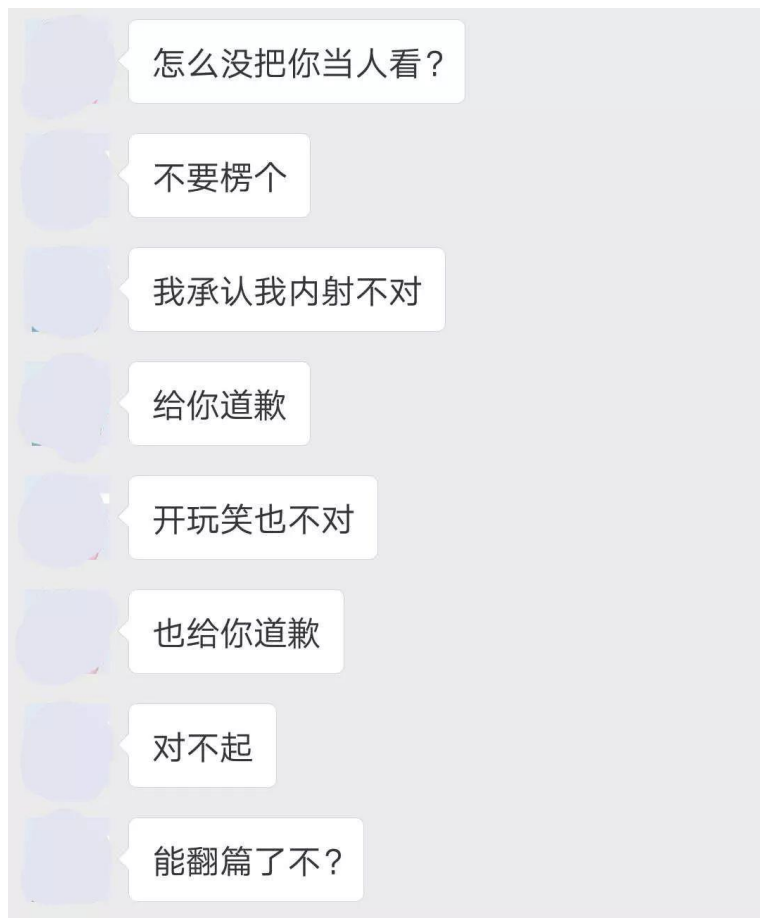 怎么没把你当人看？
不要楞个
我承认我内射不对
给你道歉
开玩笑也不对
也给你道歉
对不起
能翻篇了不？